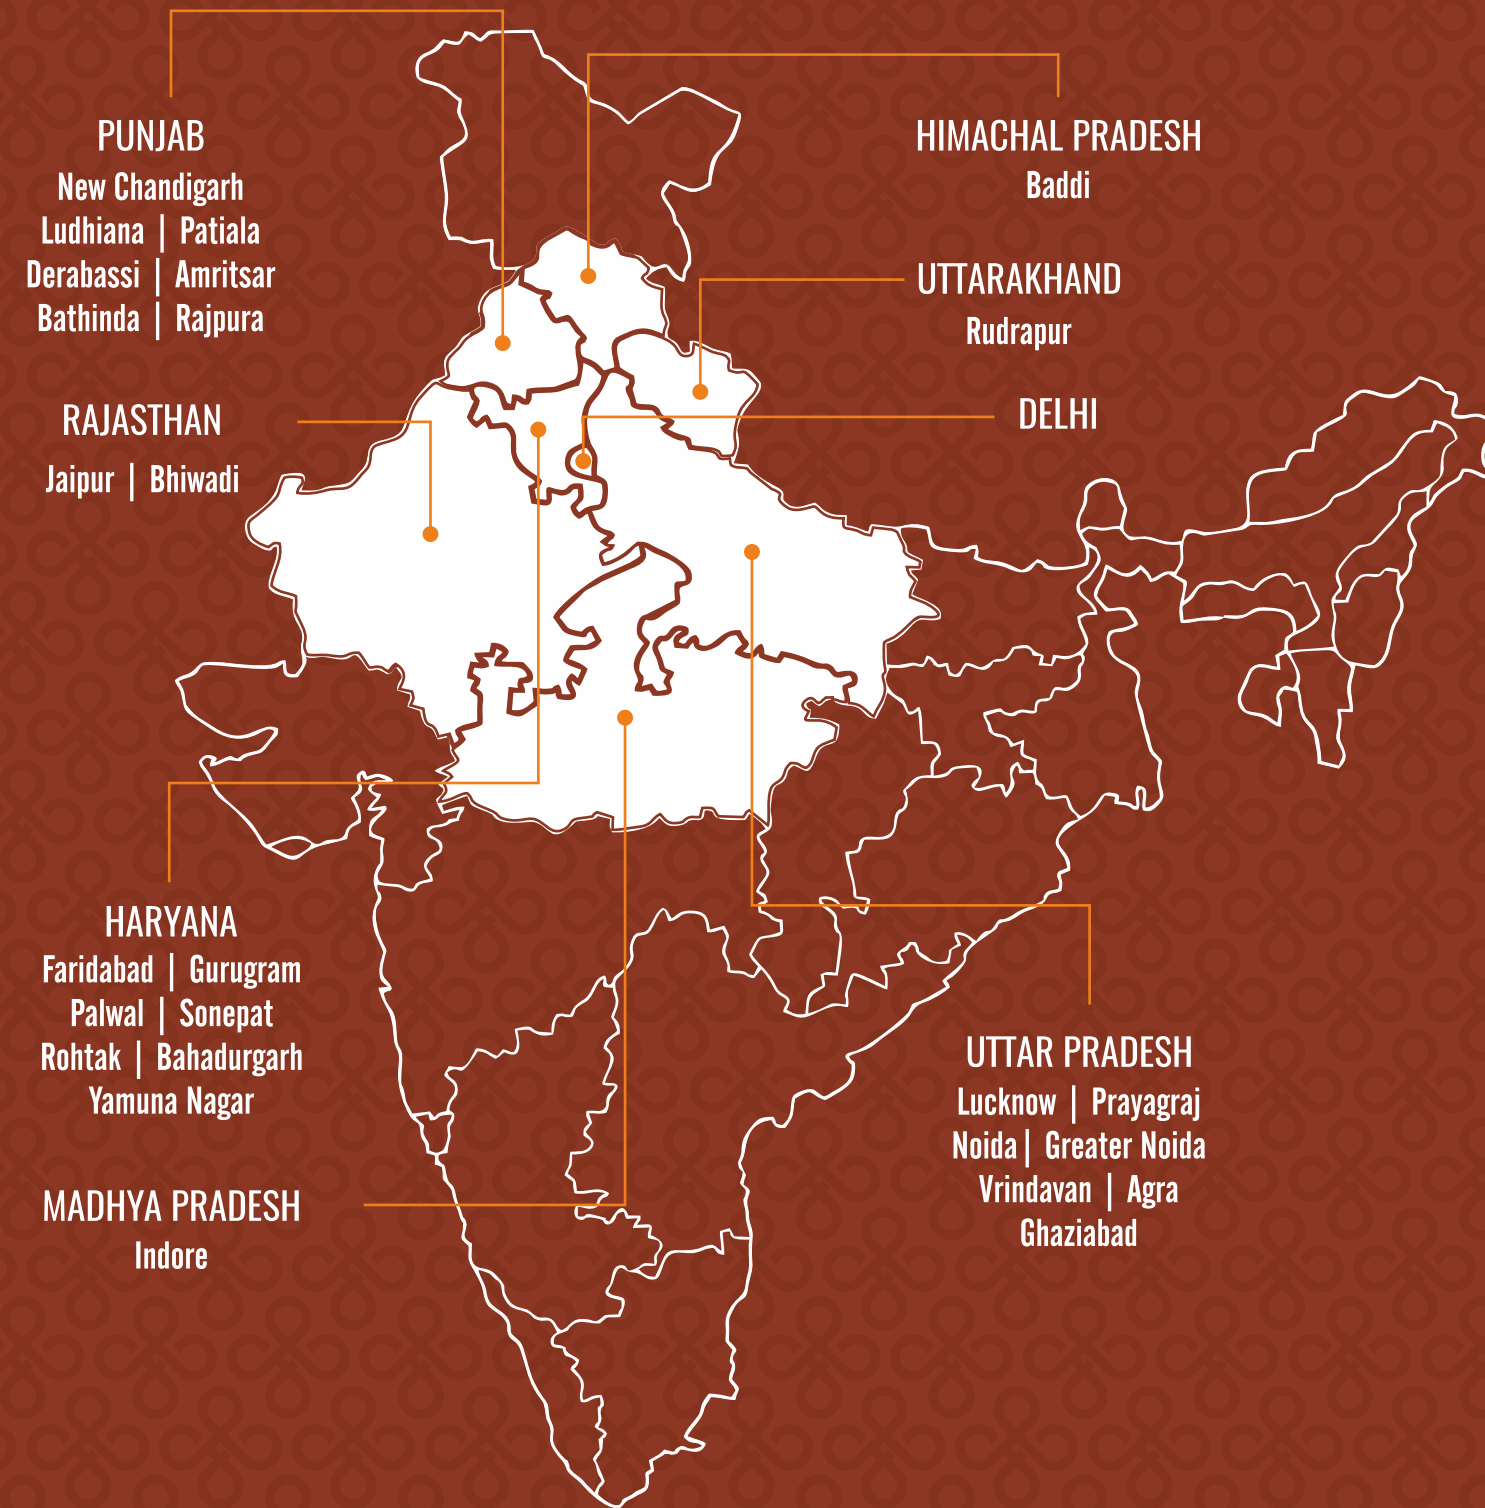 PUNJAB
New Chandigarh
Ludhiana | Patiala
Derabassi | Amritsar
Bathinda | Rajpura
RAJASTHAN
Jaipur | Bhiwadi
HARYANA
Faridabad | Gurugram
Palwal | Sonepat
Rohtak | Bahadurgarh
Yamuna Nagar
MADHYA PRADESH
Indore
HIMACHAL PRADESH
Baddi
UTTARAKHAND
Rudrapur
DELHI
UTTAR PRADESH
Lucknow | Prayagraj
Noida | Greater Noida
Vrindavan | Agra
Ghaziabad